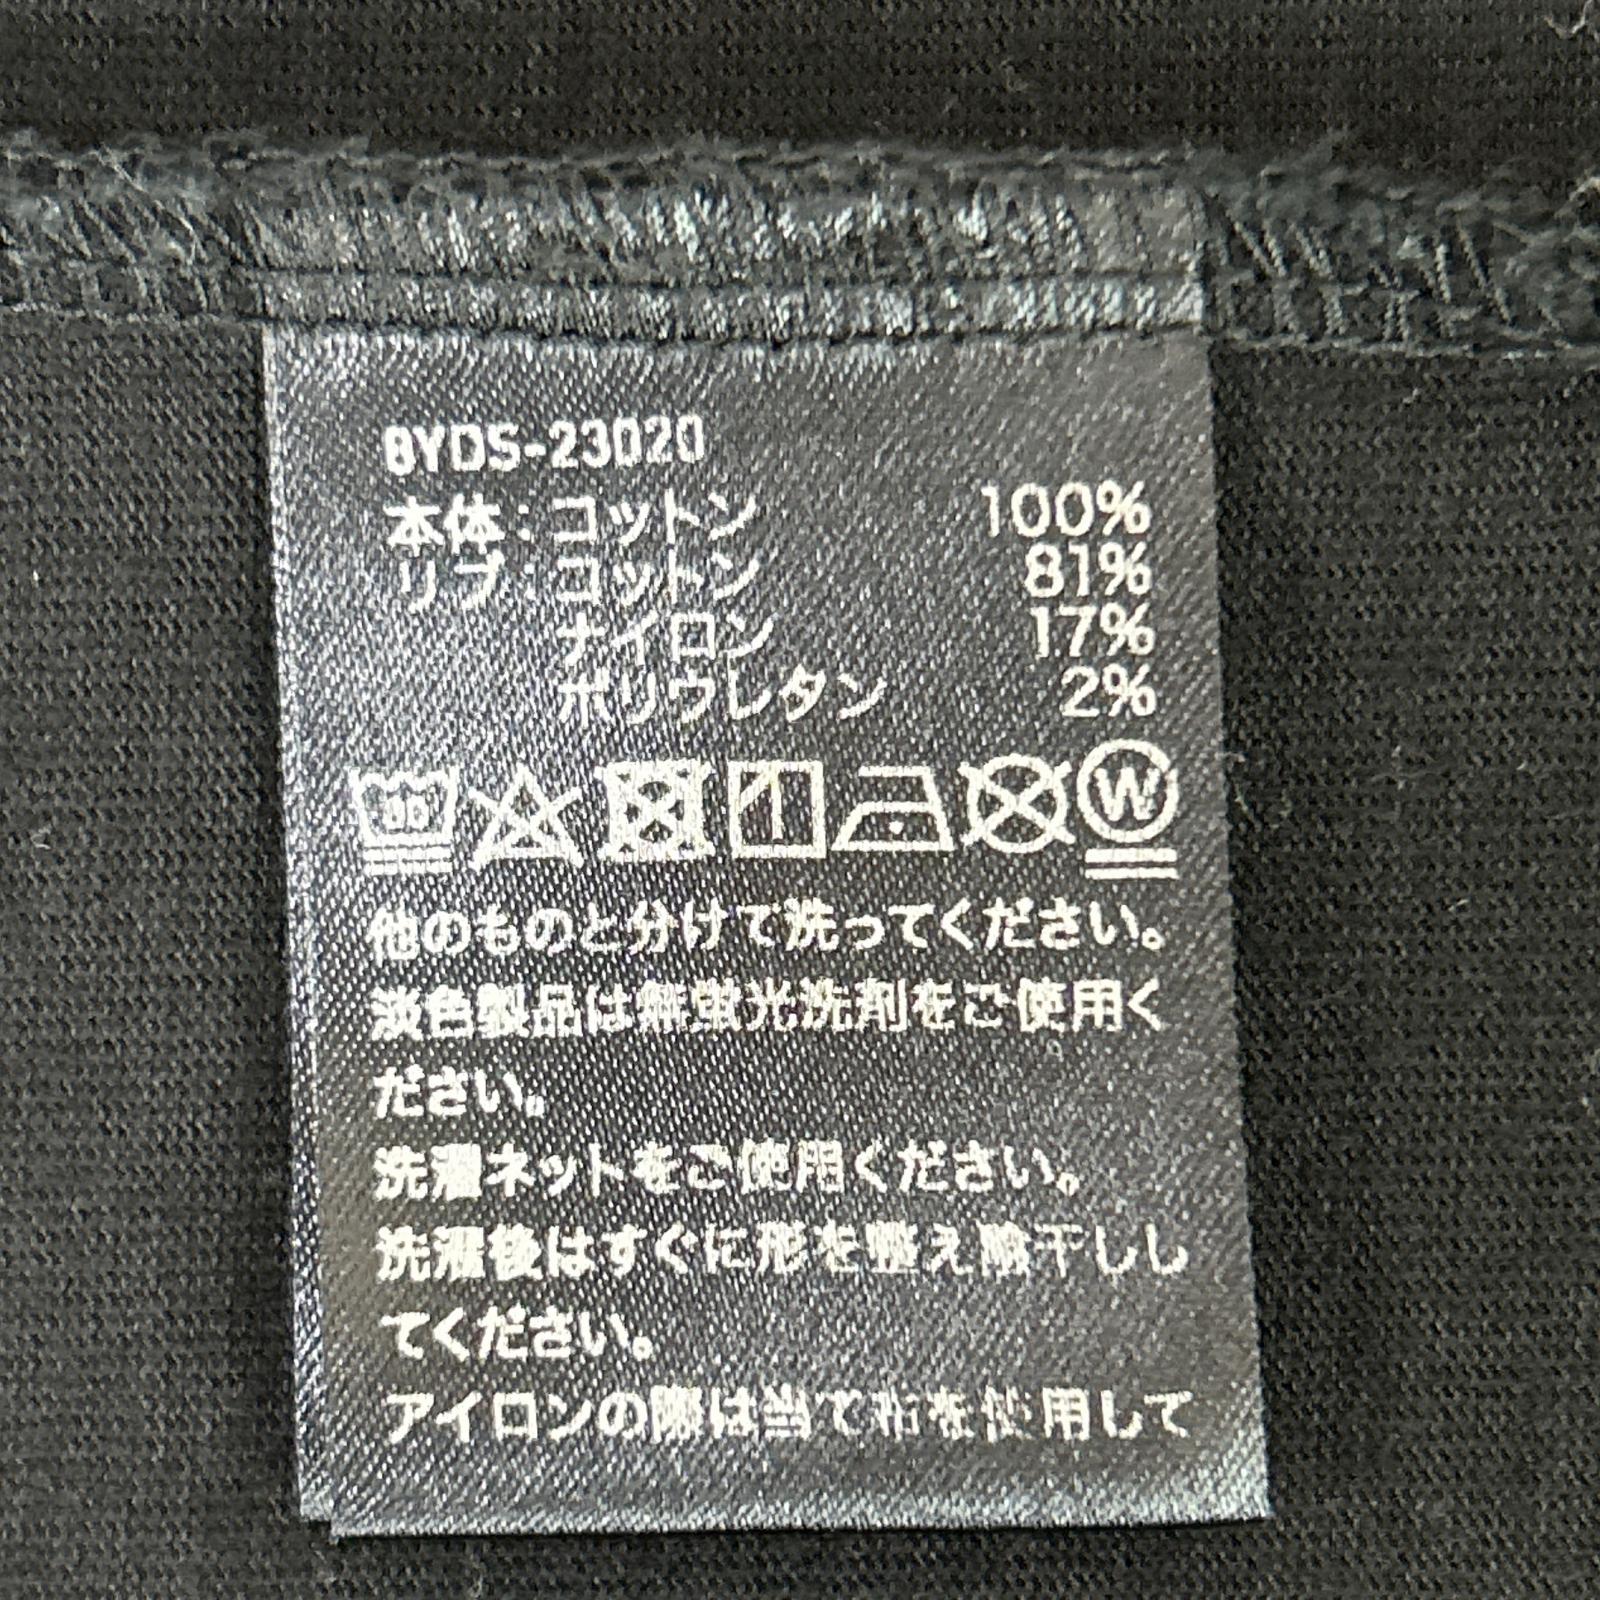 8YDS-23020
本体:コットン 100%
リブ:コットン 81%
ナイロン 17%
ポリウレタン 2%
W
他のものと分けて洗ってください。
淡色製品は無蛍光洗剤をご使用く
ださい。
洗濯ネットをご使用ください。
洗濯後はすぐに形を整え陰干しし
てください。
アイロンの際は当て布を使用して